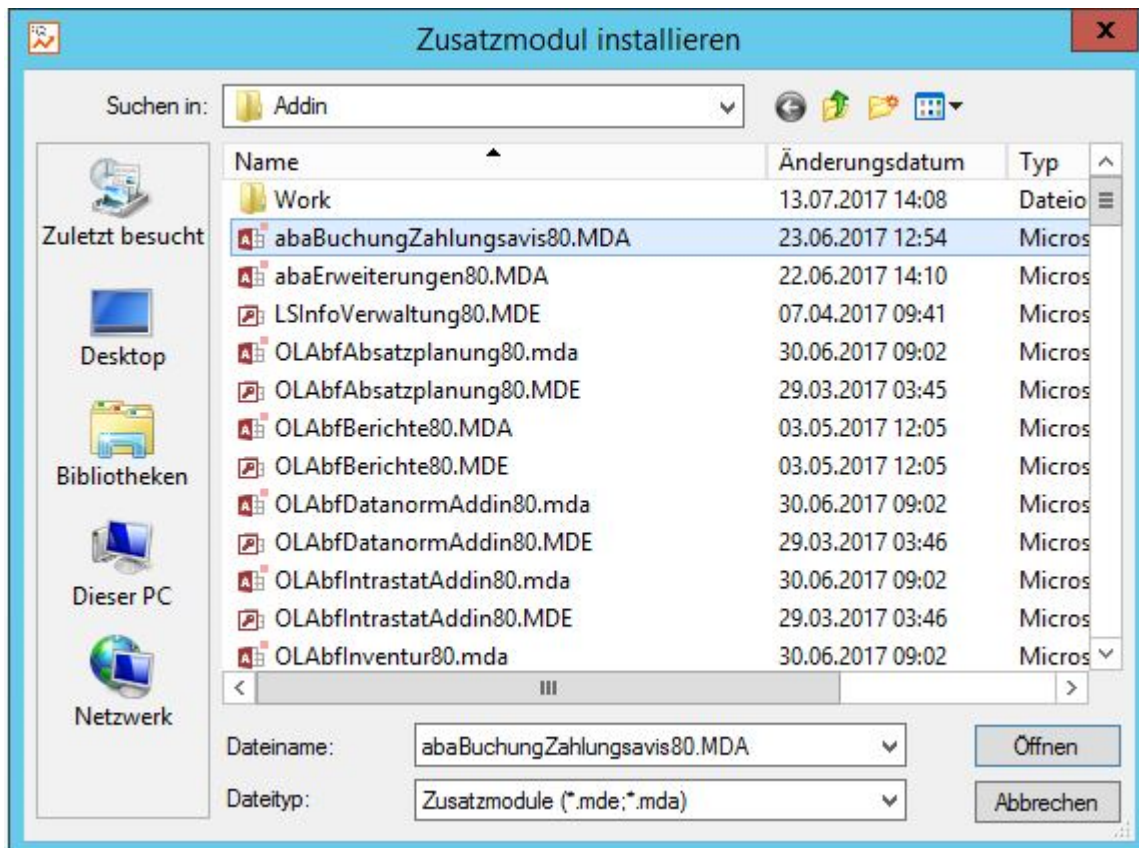 Zusatzmodul installieren
x
Suchen in: Addin
Name Änderungsdatum Typ
Work 13.07.2017 14:08 Dateio
abaBuchungZahlungsavis80.MDA 23.06.2017 12:54 Micros
abaErweiterungen80.MDA 22.06.2017 14:10 Micros
LSInfoVerwaltung80.MDE 07.04.2017 09:41 Micros
OLAbfAbsatzplanung80.mda 30.06.2017 09:02 Micros
OLAbfAbsatzplanung80.MDE 29.03.2017 03:45 Micros
OLAbfBerichte80.MDA 03.05.2017 12:05 Micros
OLAbfBerichte80.MDE 03.05.2017 12:05 Micros
OLAbfDatanormAddin80.mda 30.06.2017 09:02 Micros
OLAbfDatanormAddin80.MDE 29.03.2017 03:46 Micros
OLAbfIntrastatAddin80.mda 30.06.2017 09:02 Micros
OLAbfIntrastatAddin80.MDE 29.03.2017 03:46 Micros
OLAbfInventur80.mda 30.06.2017 09:02 Micros
Zuletzt besucht
Desktop
Bibliotheken
Dieser PC
Netzwerk
Dateiname: abaBuchungZahlungsavis80.MDA Öffnen
Dateityp: Zusatzmodule (*.mde;*.mda) Abbrechen